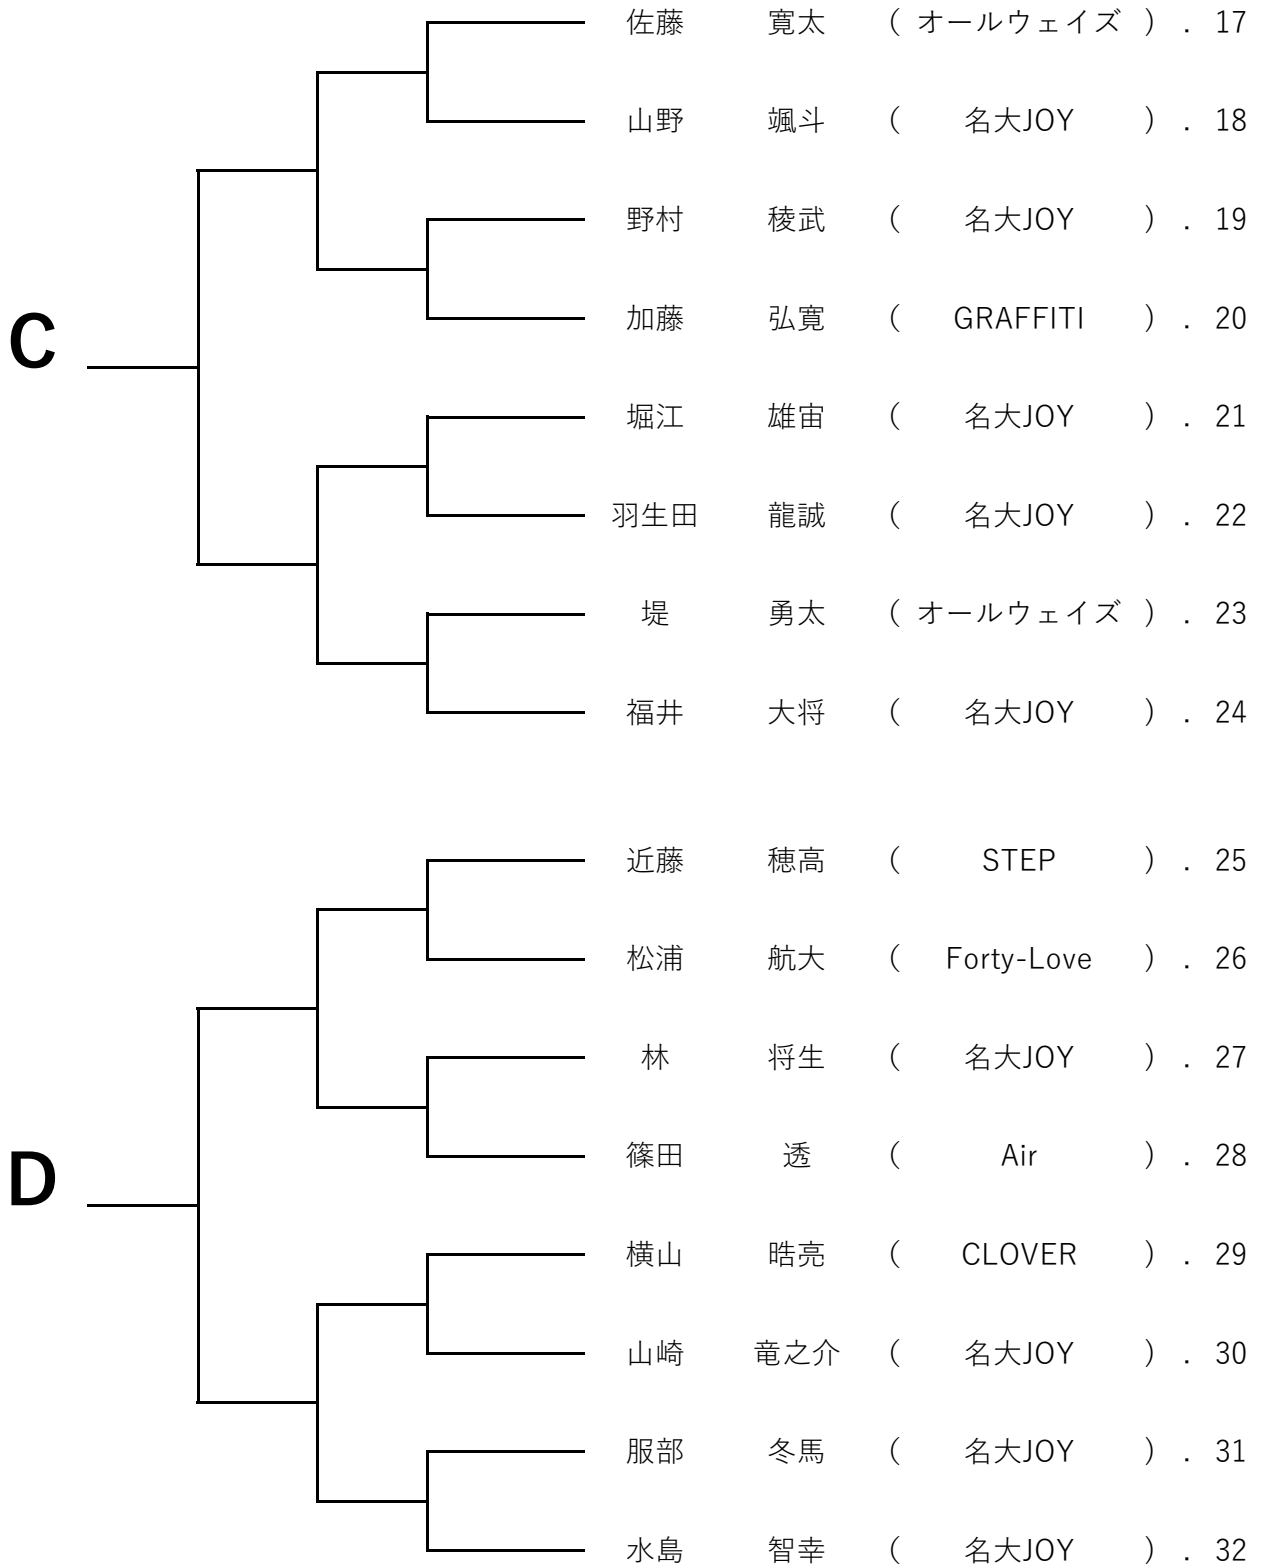 佐藤 寛太 ( オールウェイズ ) . 17
山野 颯斗 ( 名大JOY ) . 18
野村 稜武 ( 名大JOY ) . 19
加藤 弘寛 ( GRAFFITI ) . 20
C
堀江 雄宙 ( 名大JOY ) . 21
羽生田 龍誠 ( 名大JOY ) . 22
堤 勇太 ( オールウェイズ ) . 23
福井 大将 ( 名大JOY ) . 24
近藤 穂高 ( STEP ) . 25
松浦 航大 ( Forty-Love ) . 26
林 将生 ( 名大JOY ) . 27
篠田 透 ( Air ) . 28
D
横山 晧亮 ( CLOVER ) . 29
山崎 竜之介 ( 名大JOY ) . 30
服部 冬馬 ( 名大JOY ) . 31
水島 智幸 ( 名大JOY ) . 32